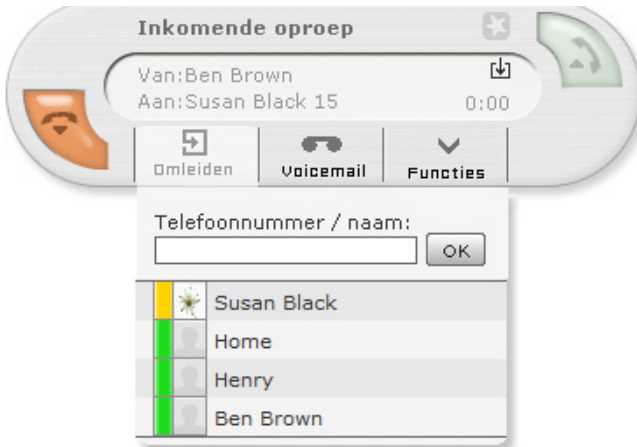 Inkomende oproep
Van:Ben Brown
Aan:Susan Black 15 0:00
Omleiden Voicemail Functies
Telefoonnummer / naam:
OK
Susan Black
Home
Henry
Ben Brown